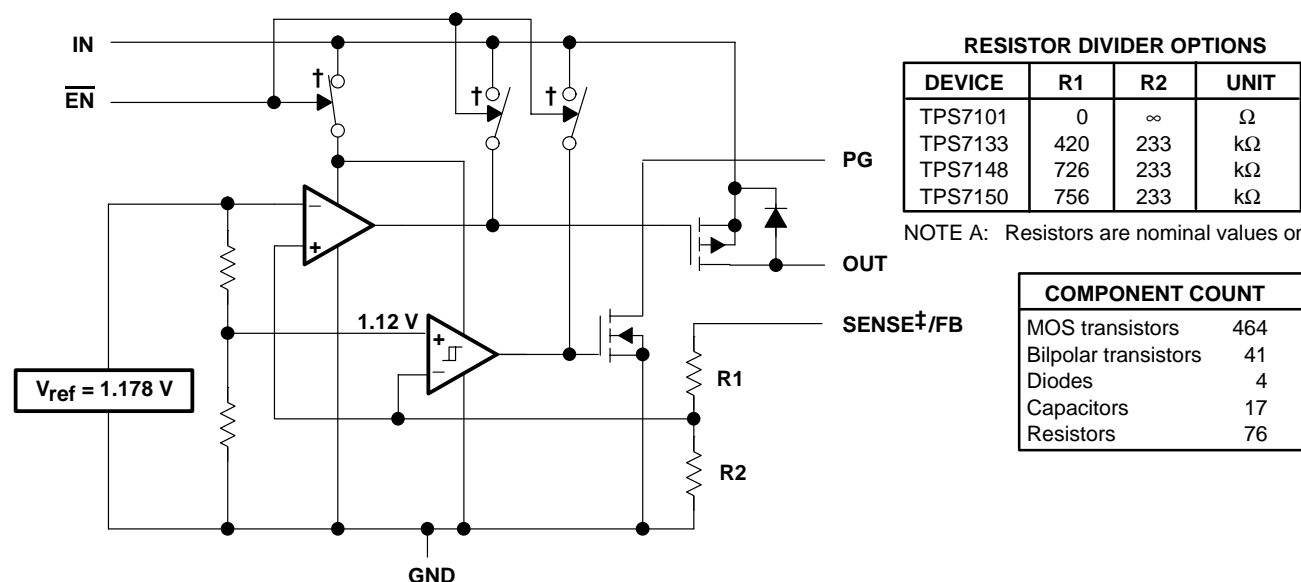 IN
EN
†
†
†
PG
OUT
SENSE‡/FB
1.12 V
R1
R2
Vref = 1.178 V
GND
−
+
+
−
RESISTOR DIVIDER OPTIONS
DEVICE R1 R2 UNIT
TPS7101 0 ∞ Ω
TPS7133 420 233 kΩ
TPS7148 726 233 kΩ
TPS7150 756 233 kΩ
NOTE A: Resistors are nominal values or
COMPONENT COUNT
MOS transistors 464
Bilpolar transistors 41
Diodes 4
Capacitors 17
Resistors 76